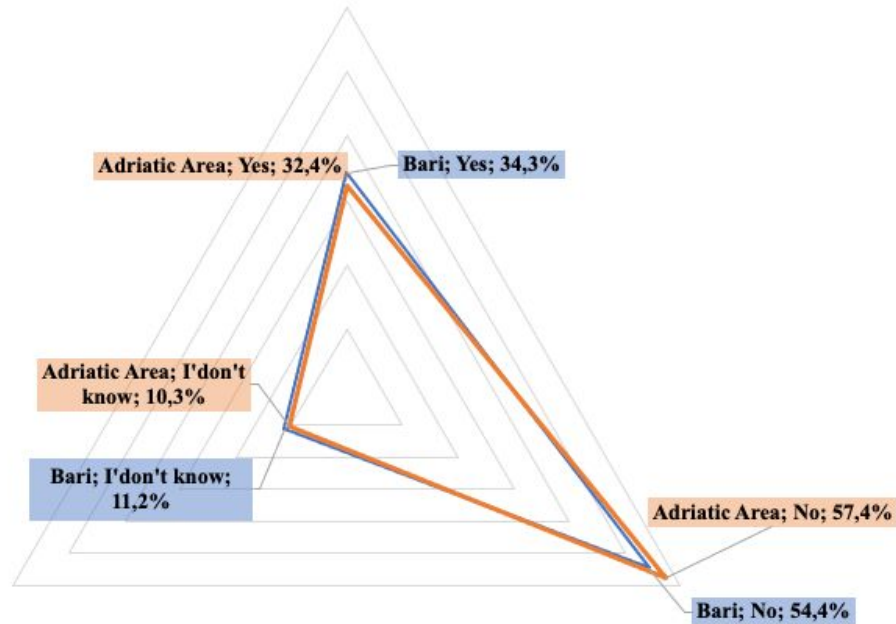 Adriatic Area; Yes; 32,4%
Bari; Yes; 34,3%
Adriatic Area; I'don't
know; 10,3%
Bari; I'don't know;
11,2%
Adriatic Area; No; 57,4%
Bari; No; 54,4%